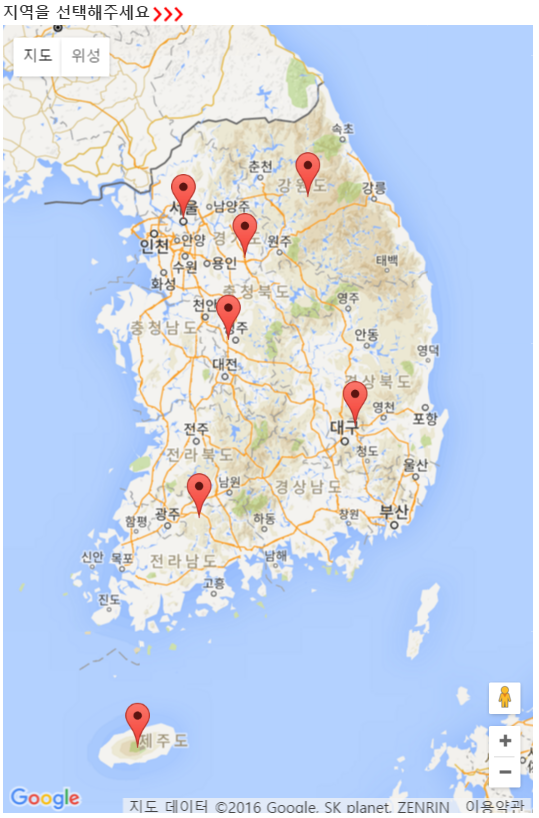 지역을 선택해주세요 ❯❯❯
지도 위성
속초
춘천
강원도
강릉
서울
남양주
경기도
인천
안양
원주
수원
용인
태백
화성
충청북도
영주
천안
충청남도
안동
영덕
대전
경상북도
영천
포항
전주
대구
청도
전라북도
울산
남원
경상남도
광주
함평
하동
진주
부산
신안
목포
전라남도
남해
고흥
진도
제주도
+
−
Google
지도 데이터 ©2016 Google, SK planet, ZENRIN
이용약관